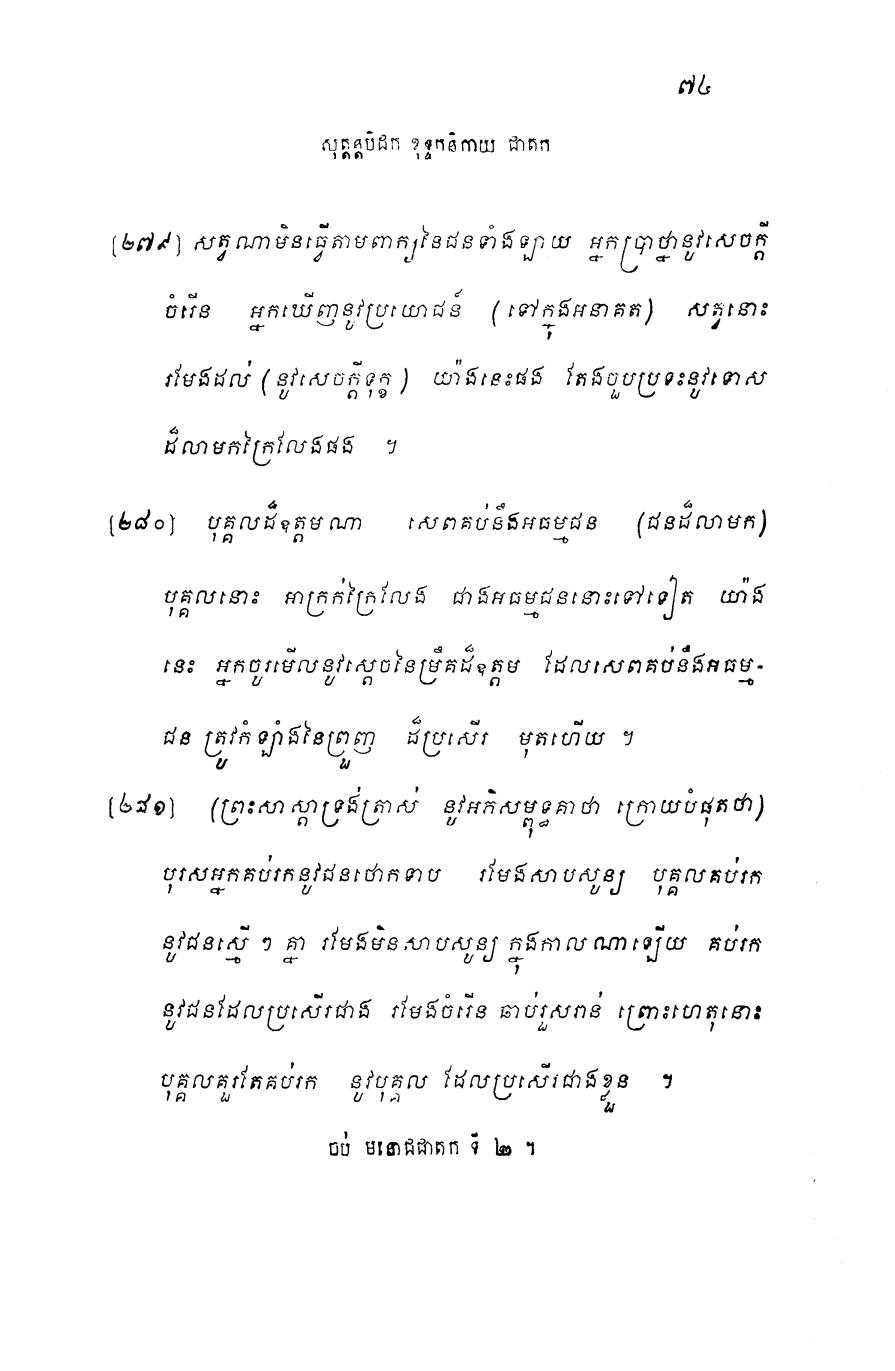 ៧៤
សុត្តន្តបិដក ខុទ្ទកនិកាយ ជាតក
[២៧៩] សត្វណាមិនធ្វើតាមពាក្យនៃជនទាំងឡាយ អ្នកប្រាថ្នានូវសេចក្តី
ចំរើន អ្នកឃើញនូវប្រយោជន៍ (ទៅក្នុងអនាគត) សត្វនោះ
រមែងដល់ (នូវសេចក្តីទុក្ខ) យ៉ាងនេះផង តែងចួបប្រទះនូវទោស
ដ៏លាមកក្រៃលែងផង ។
[២៨០] បុគ្គលដ៏ឧត្តមណា សេពគប់នឹងអធម្មជន (ជនដ៏លាមក)
បុគ្គលនោះ អាក្រក់ក្រៃលែង ជាងអធម្មជននោះទៅទៀត យ៉ាង
នេះ អ្នកចូរមើលនូវស្តេចនៃម្រឹគដ៏ឧត្តម ដែលសេពគប់នឹងអធម្ម-
ជន ត្រូវកំឡាំងនៃព្រួញ ដ៏ប្រសើរ មុតហើយ ។
[២៨១] (ព្រះសាស្តាទ្រង់ត្រាស់ នូវអភិសម្ពុទ្ធគាថា ក្រោយបំផុតថា)
បុរសអ្នកគប់រកនូវជនថោកទាប រមែងសាបសូន្យ បុគ្គលគប់រក
នូវជនស្មើ ៗ គ្នា រមែងមិនសាបសូន្យ ក្នុងកាលណាឡើយ គប់រក
នូវជនដែលប្រសើរជាង រមែងចំរើន ឆាប់រួសរាន់ ព្រោះហេតុនោះ
បុគ្គលគួរតែគប់រក នូវបុគ្គល ដែលប្រសើរជាងខ្លួន ។
ចប់ មនោជជាតក ទី ២ ។